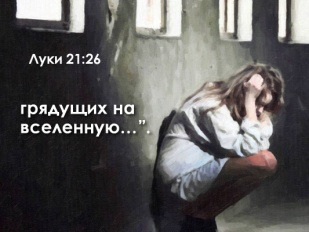 Луки 21:26
грядущих на
вселенную…”.